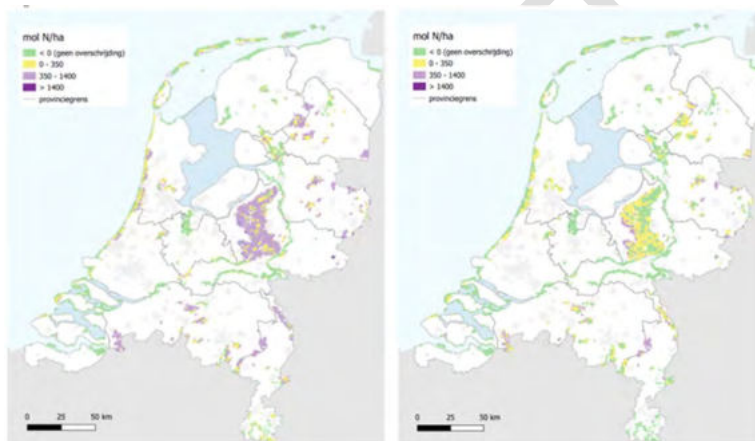 mol N/ha
< 0 (geen overschrijding)
0 - 350
350 - 1400
> 1400
provinciegrens
0 25 50 km
mol N/ha
< 0 (geen overschrijding)
0 - 350
350 - 1400
> 1400
provinciegrens
0 25 50 km